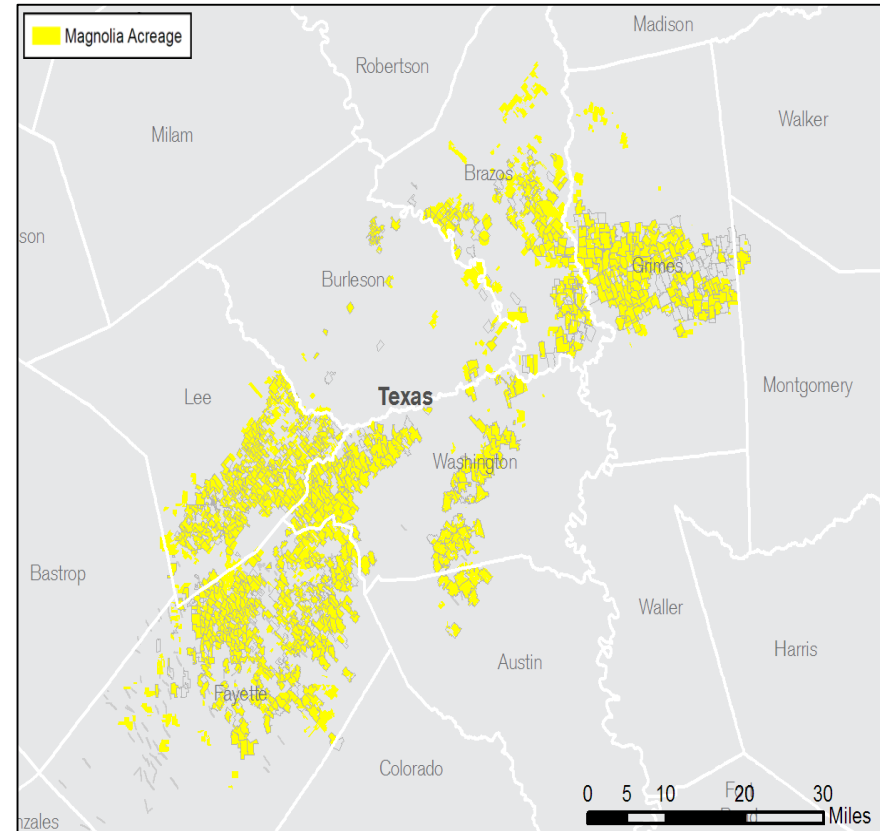 Magnolia Acreage
Madison
Robertson
Milam
Walker
Brazos
son
Burleson
Grimes
Lee
Texas
Montgomery
Washington
Bastrop
Waller
Harris
Austin
Fayette
Colorado
0 5 10 20 30
Miles
nzales